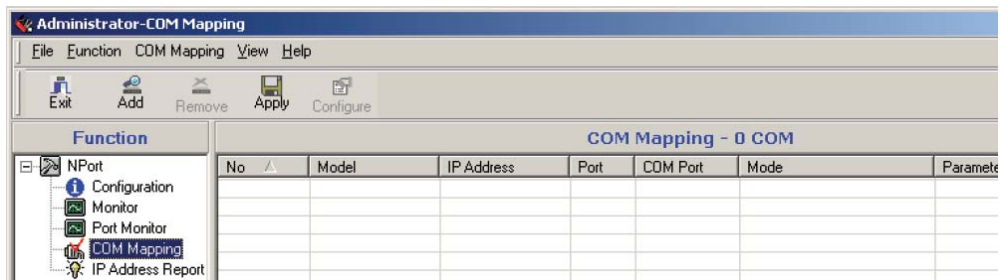 Administrator-COM Mapping
File Function COM Mapping View Help
Exit Add Remove Apply Configure
Function COM Mapping - 0 COM
NPort No Model IP Address Port COM Port Mode Paramete
Configuration
Monitor
Port Monitor
COM Mapping
IP Address Report